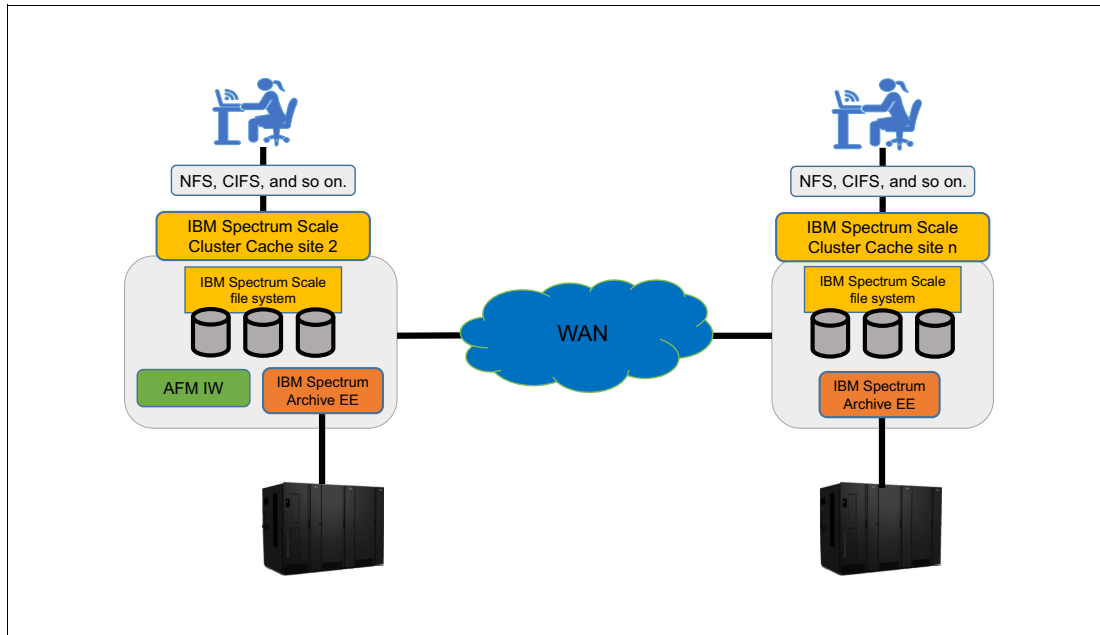 NFS, CIFS, and so on.
IBM Spectrum Scale
Cluster Cache site 2
IBM Spectrum Scale
file system
AFM IW
IBM Spectrum
Archive EE
WAN
NFS, CIFS, and so on.
IBM Spectrum Scale
Cluster Cache site n
IBM Spectrum Scale
file system
IBM Spectrum
Archive EE